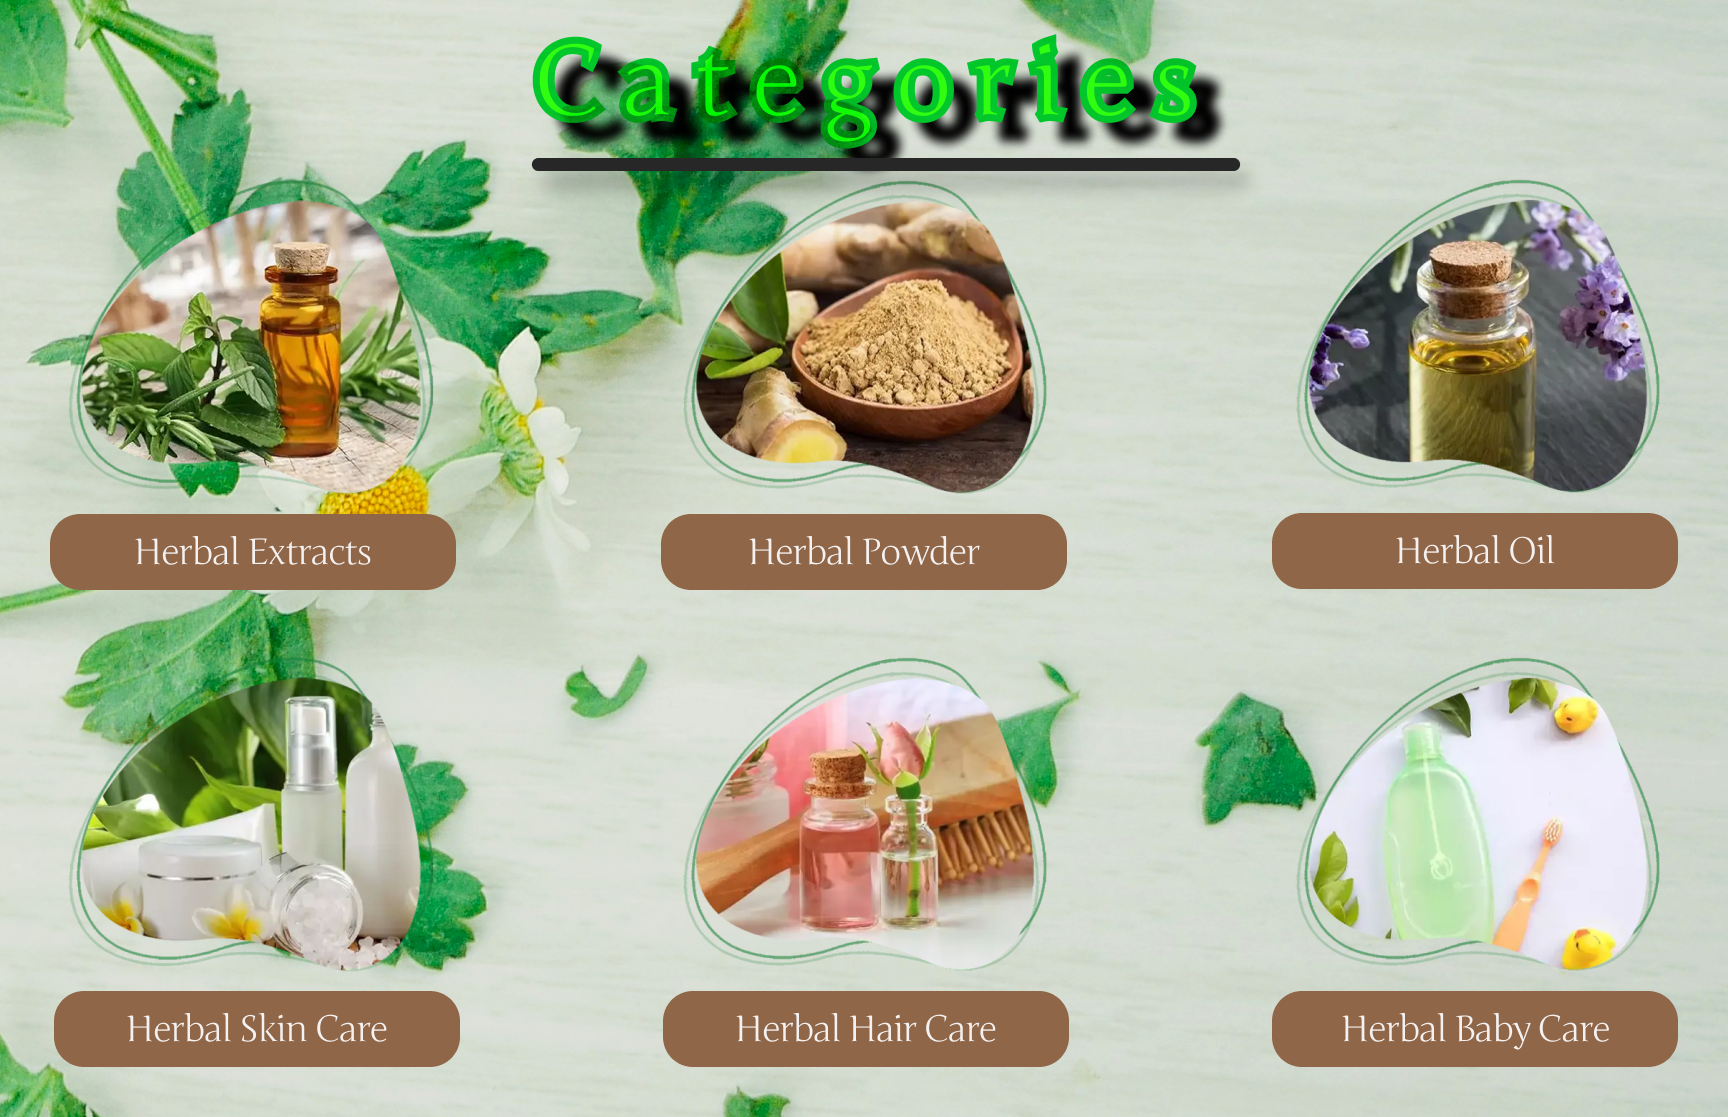 Categories
Herbal Extracts
Herbal Powder
Herbal Oil
Herbal Skin Care
Herbal Hair Care
Herbal Baby Care